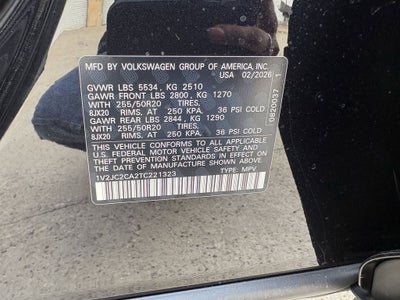 MFD BY VOLKSWAGEN GROUP OF AMERICA, INC.
USA 02/2026
GVWR LBS 5534 , KG 2510
GAWR FRONT LBS 2800 , KG 1270
WITH 255/50R20 TIRES,
8JX20 RIMS, AT 250 KPA, 36 PSI COLD
GAWR REAR LBS 2844 , KG 1290
WITH 255/50R20 TIRES,
8JX20 RIMS, AT 250 KPA, 36 PSI COLD
THIS VEHICLE CONFORMS TO ALL APPLICABLE
U.S. FEDERAL MOTOR VEHICLE SAFETY AND
THEFT PREVENTION STANDARDS IN EFFECT ON
THE DATE OF MANUFACTURE SHOWN ABOVE.
1V2JC2CA2TC221323 TYPE: MPV
0820037 1